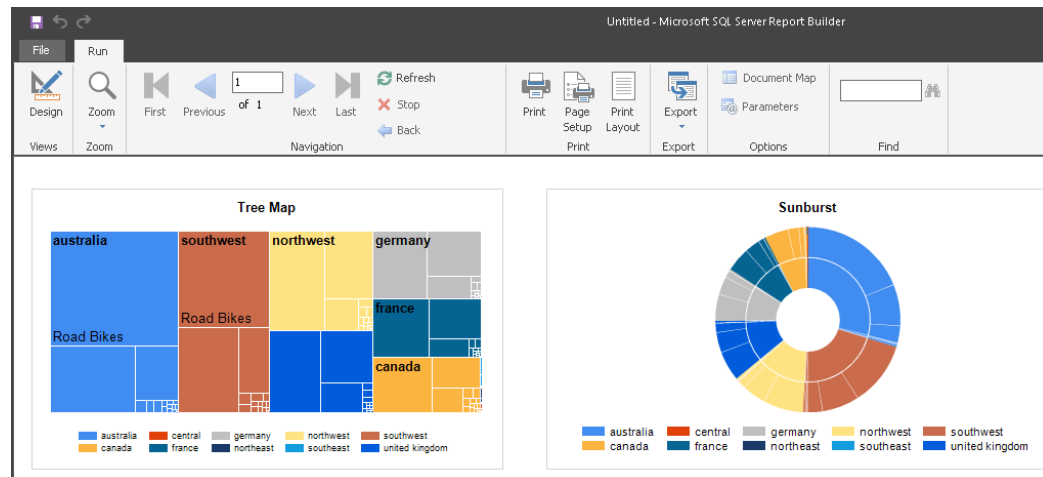 Untitled - Microsoft SQL Server Report Builder
File Run
Design
Zoom
First
Previous
1
of 1
Next
Last
Refresh
Stop
Back
Print
Page Setup
Print Layout
Export
Document Map
Parameters
Views
Zoom
Navigation
Print
Export
Options
Find
Tree Map
australia
southwest
northwest
germany
Road Bikes
Road Bikes
france
canada
australia central germany northwest southwest
canada france northeast southeast united kingdom
Sunburst
australia central germany northwest southwest
canada france northeast southeast united kingdom